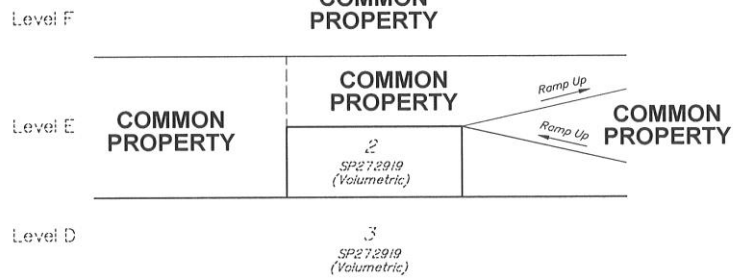 COMMON
Level F
PROPERTY
COMMON
PROPERTY
Ramp Up
Level E
COMMON
PROPERTY
COMMON
PROPERTY
Ramp Up
2
SP272919
(Volumetric)
Level D
3
SP272919
(Volumetric)